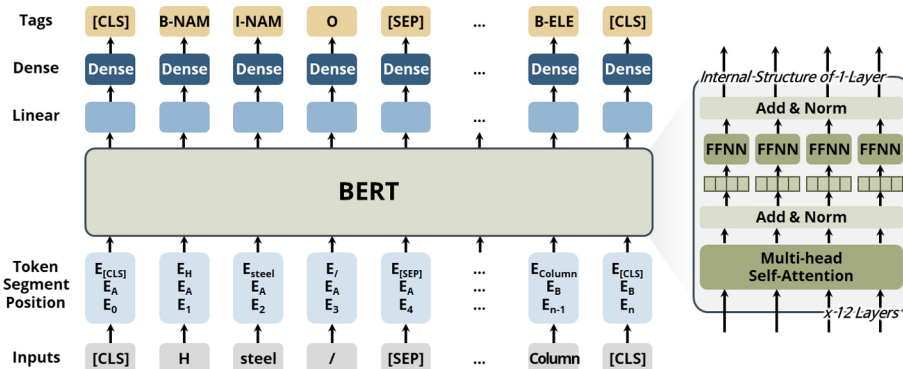 Tags [CLS] B-NAM I-NAM O [SEP] ... B-ELE [CLS]
Dense Dense Dense Dense Dense Dense ... Dense Dense
Linear ...
BERT
Token Segment Position
E[CLS] EH Esteel E/ E[SEP] ... EColumn E[CLS]
EA EA EA EA EA ... EB EB
E0 E1 E2 E3 E4 ... En-1 En
Inputs [CLS] H steel / [SEP] ... Column [CLS]
Internal-Structure of 1-Layer
Add & Norm
FFNN FFNN FFNN FFNN
Add & Norm
Multi-head
Self-Attention
x-12 Layers